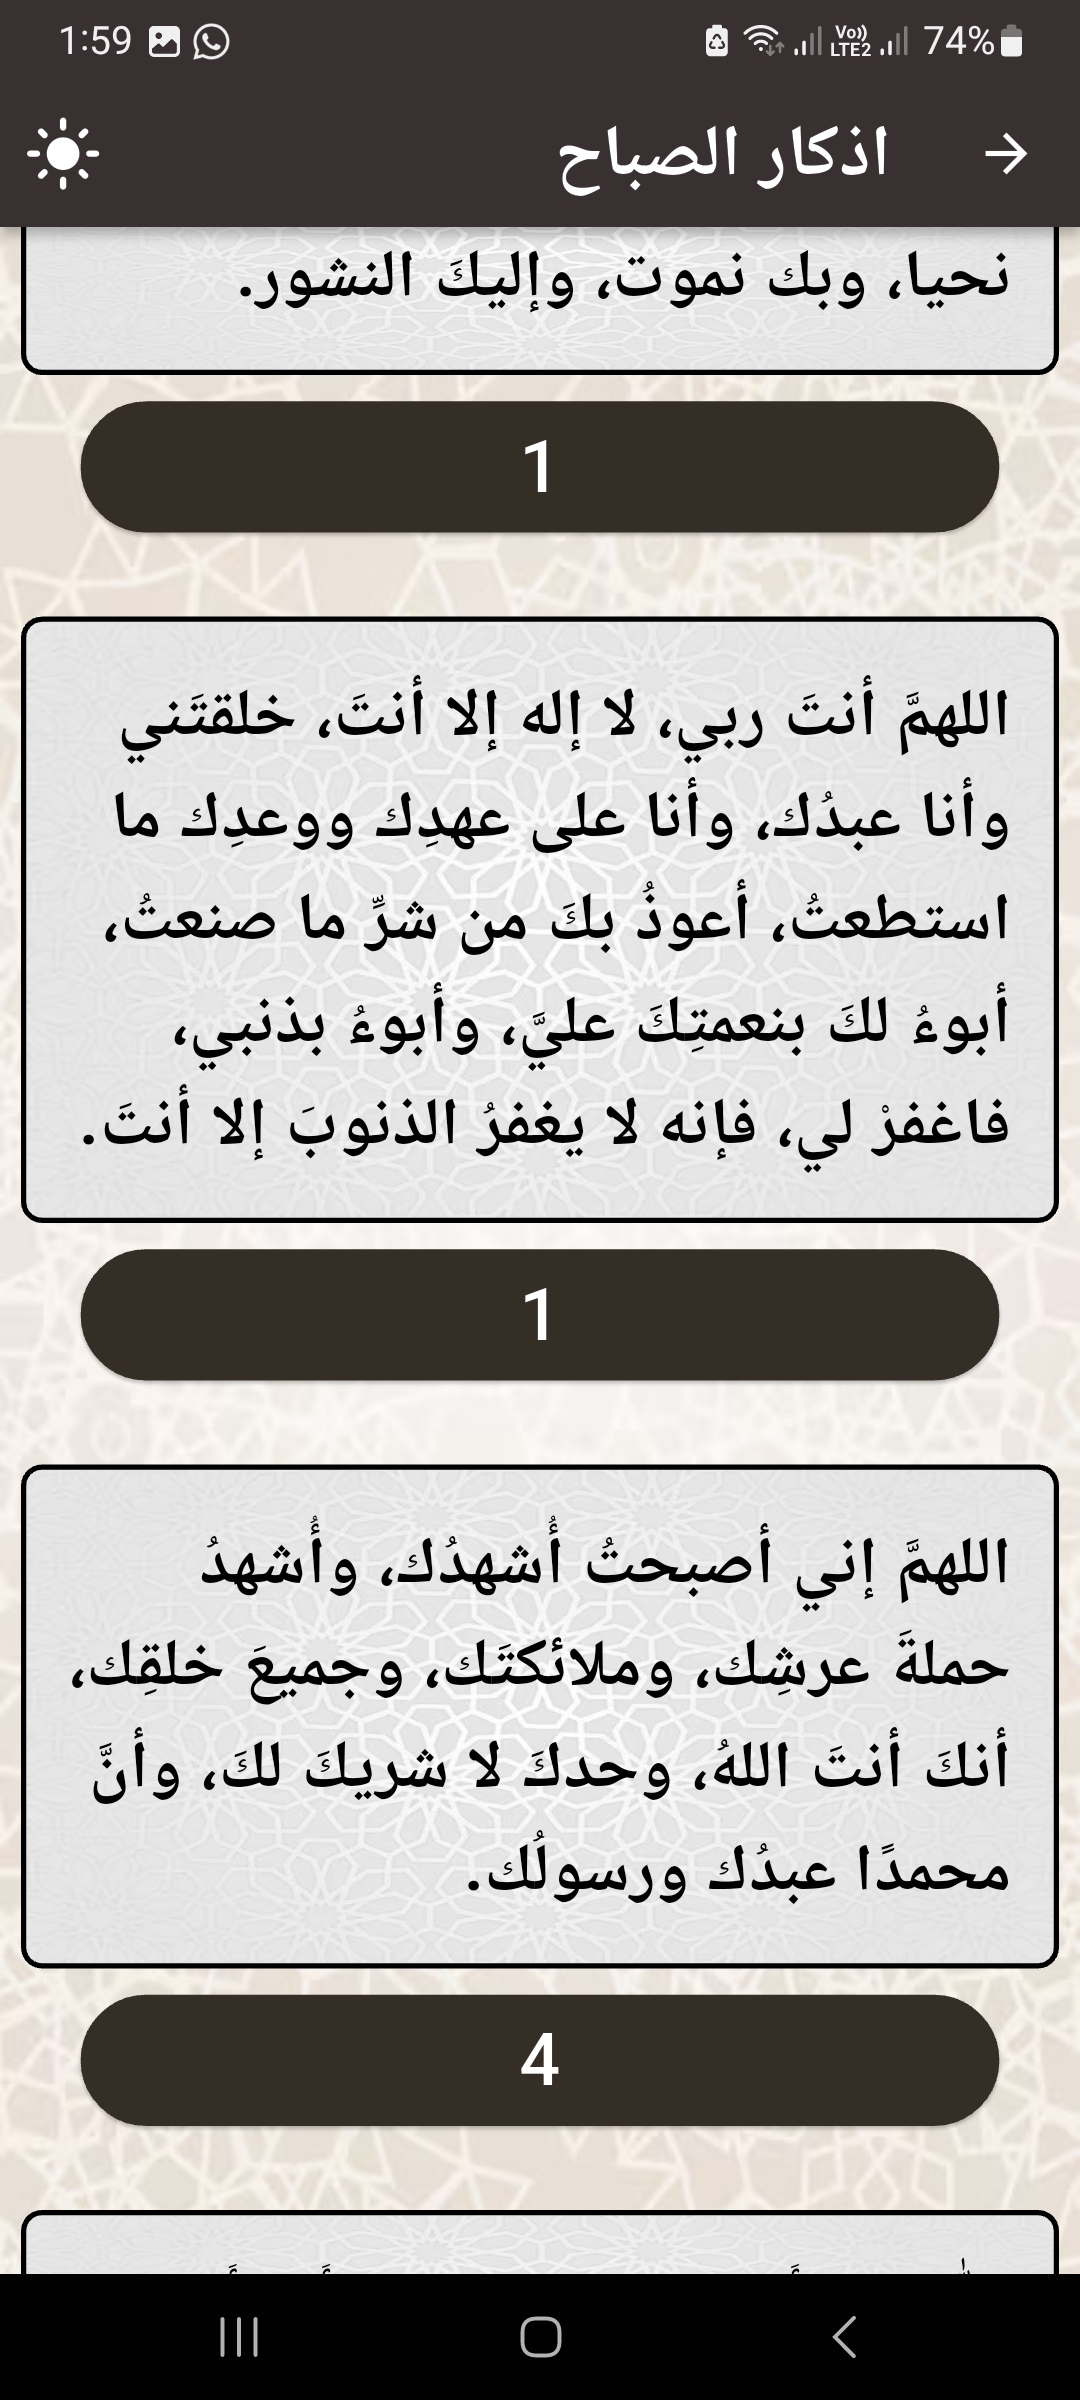 1:59
Vo))
LTE2
74%
اذكار الصباح
نحيا، وبك نموت، وإليكَ النشور.
1
اللهمَّ أنتَ ربي، لا إله إلا أنتَ، خلقتَني
وأنا عبدُك، وأنا على عهدِك ووعدِك ما
استطعتُ، أعوذُ بكَ من شرِّ ما صنعتُ،
أبوءُ لكَ بنعمتِكَ عليَّ، وأبوءُ بذنبي،
فاغفرْ لي، فإنه لا يغفرُ الذنوبَ إلا أنتَ.
1
اللهمَّ إني أصبحتُ أُشهدُك، وأُشهدُ
حملةَ عرشِك، وملائكتَك، وجميعَ خلقِك،
أنكَ أنتَ اللهُ، وحدكَ لا شريكَ لكَ، وأنَّ
محمدًا عبدُك ورسولُك.
4